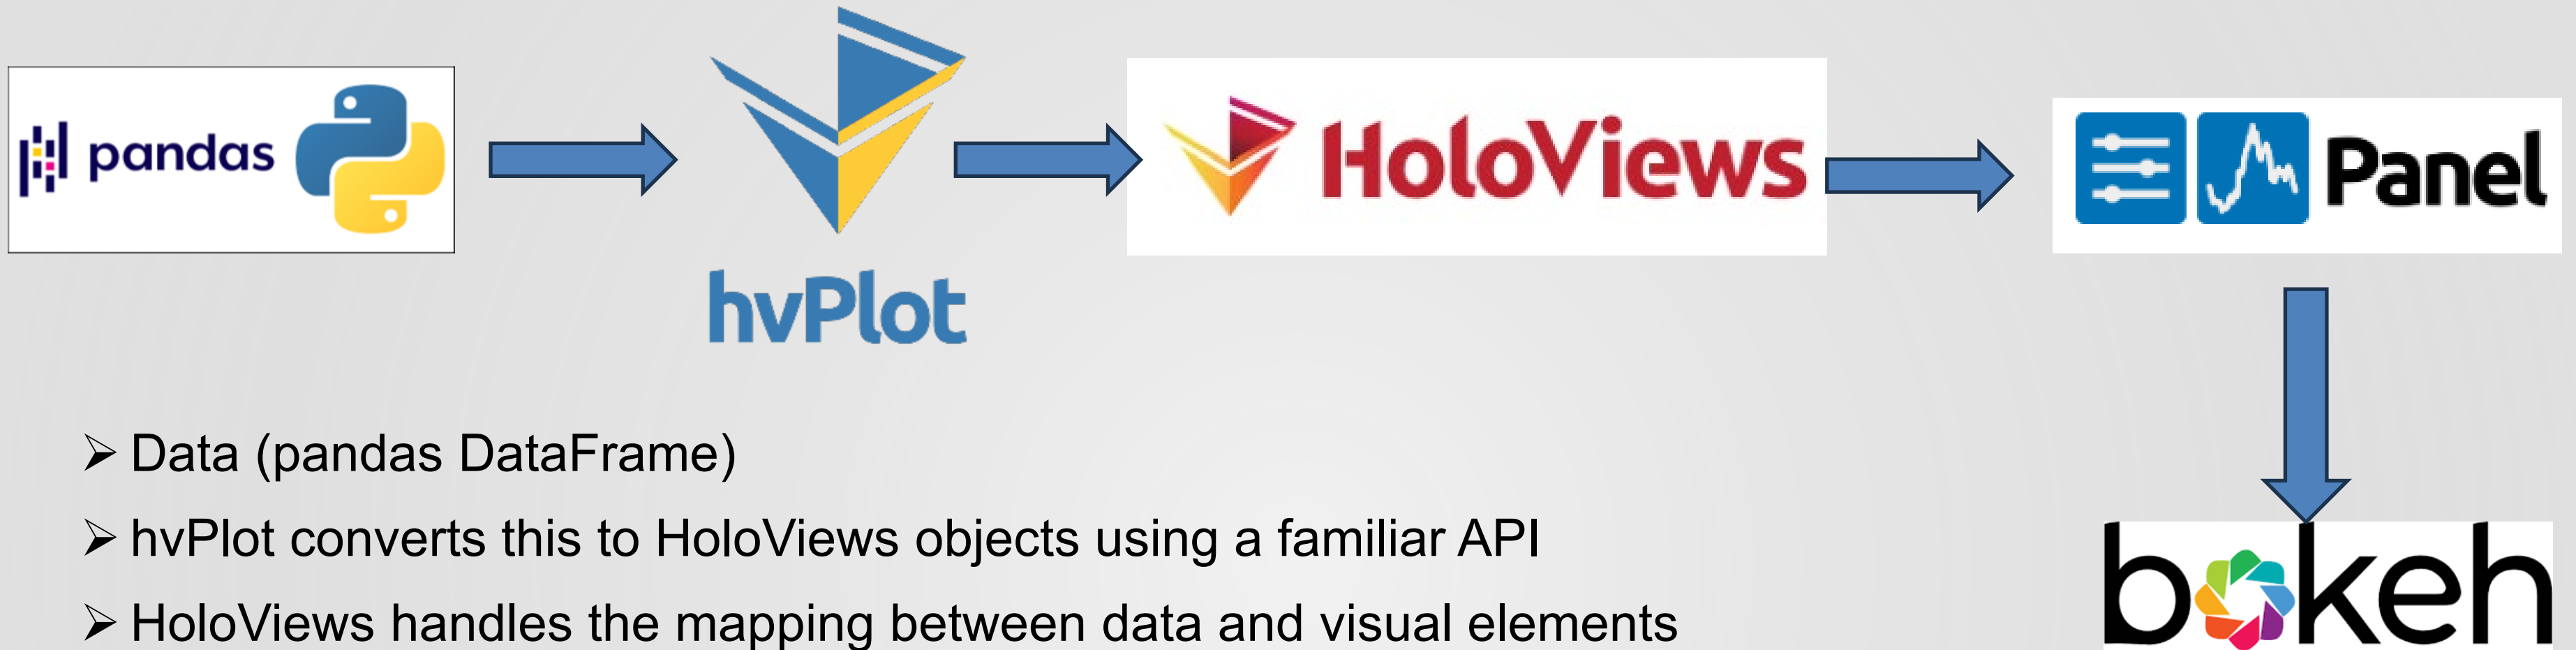 pandas
hvPlot
HoloViews
Panel
➢ Data (pandas DataFrame)
➢ hvPlot converts this to HoloViews objects using a familiar API
➢ HoloViews handles the mapping between data and visual elements
bokeh